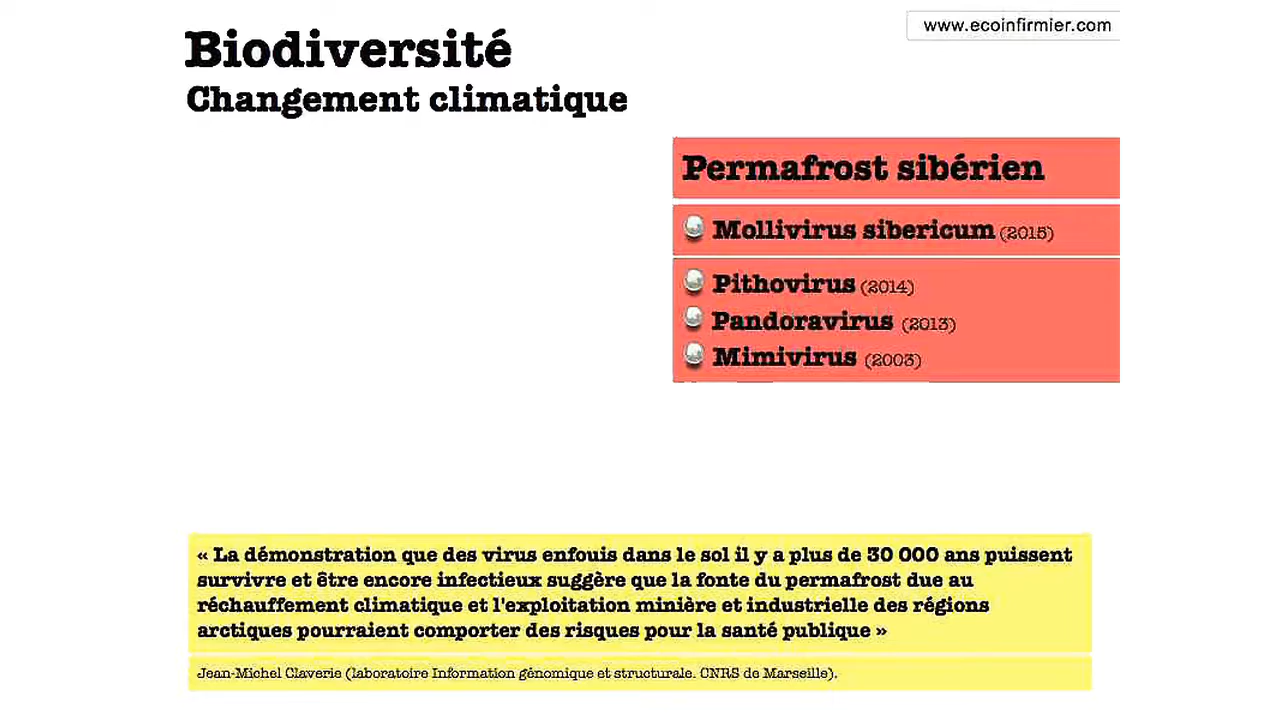 www.ecoinfirmier.com
Biodiversité
Changement climatique
Permafrost sibérien
Mollivirus sibericum (2015)
Pithovirus (2014)
Pandoravirus (2013)
Mimivirus (2003)
« La démonstration que des virus enfouis dans le sol il y a plus de 30 000 ans puissent
survivre et être encore infectieux suggère que la fonte du permafrost due au
réchauffement climatique et l'exploitation minière et industrielle des régions
arctiques pourraient comporter des risques pour la santé publique »
Jean-Michel Claverie (laboratoire Information génomique et structurale. CNRS de Marseille).